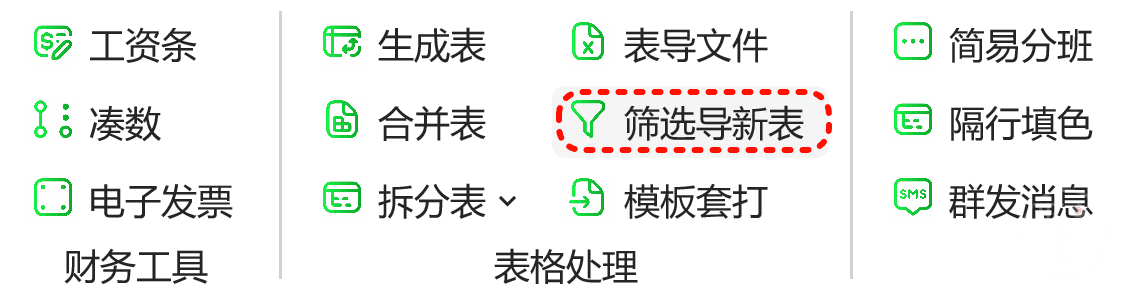 工资条
凑数
电子发票
财务工具
生成表
表导文件
合并表
筛选导新表
拆分表
模板套打
表格处理
简易分班
隔行填色
SMS
群发消息